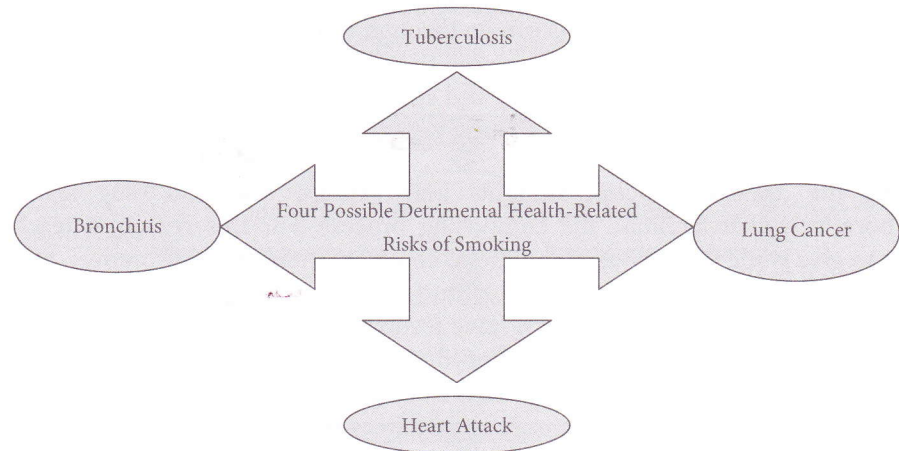 Tuberculosis
Bronchitis
Four Possible Detrimental Health-Related
Risks of Smoking
Lung Cancer
Heart Attack